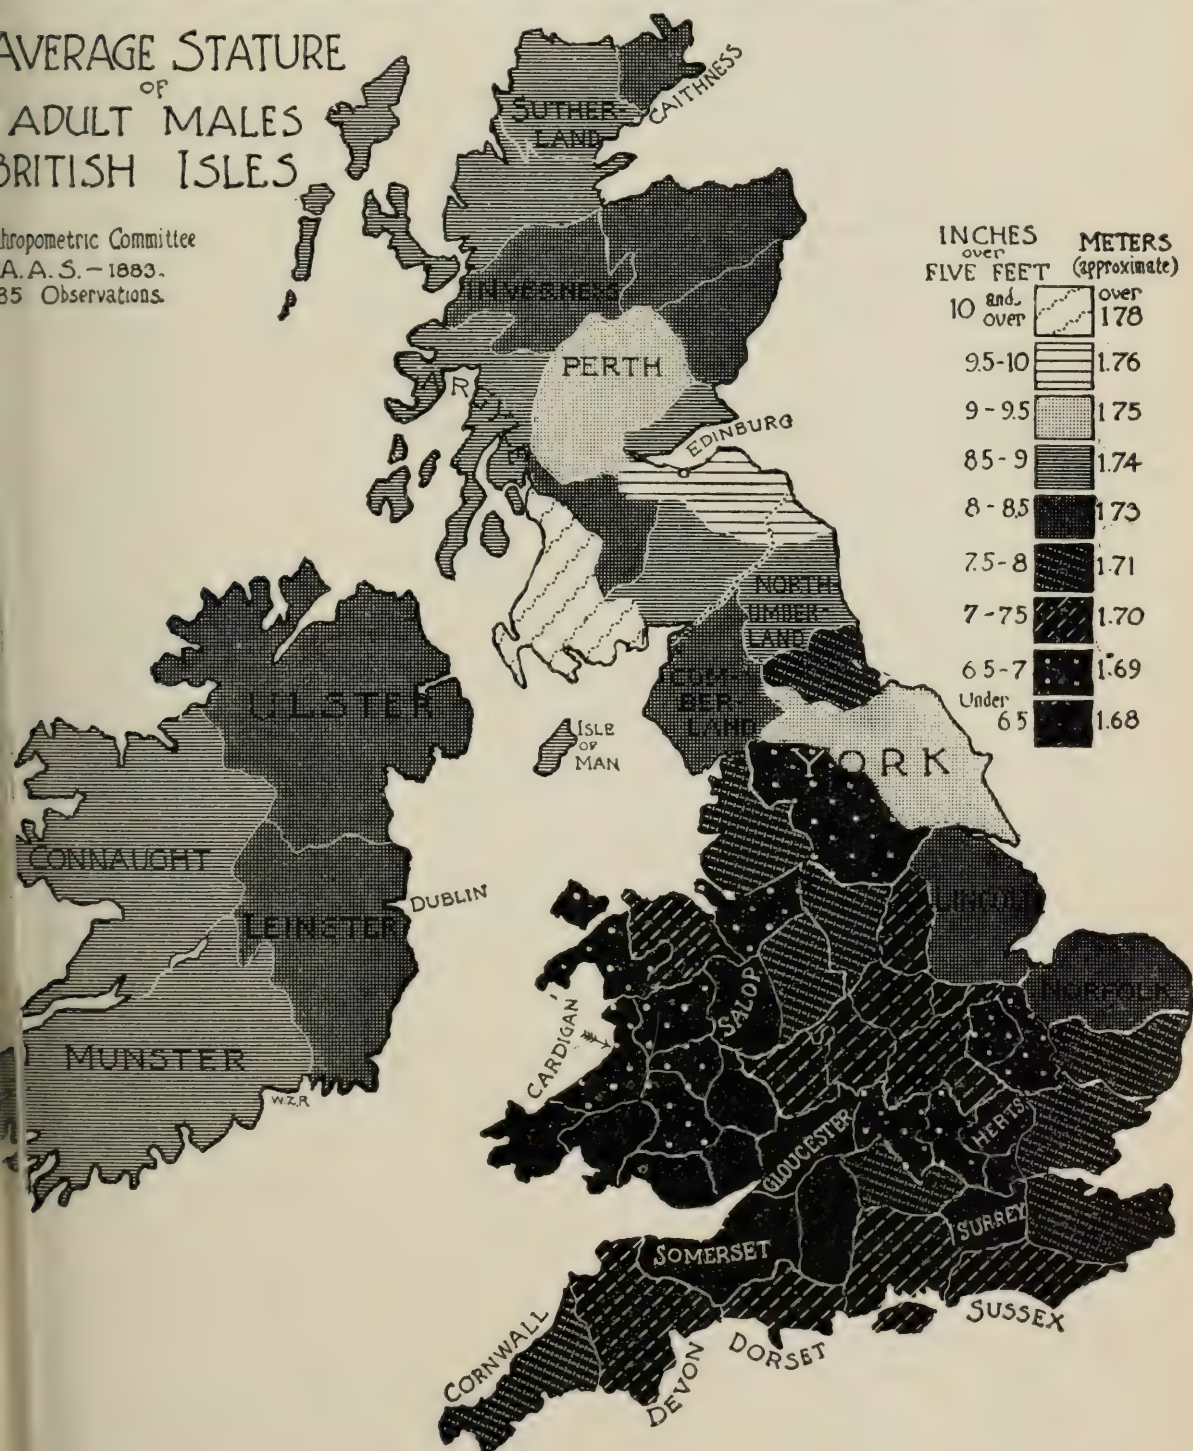 AVERAGE STATURE
OF
ADULT MALES
BRITISH ISLES
thropometric Committee
A.A.S.–1883.
85 Observations.
SUTHER-
LAND
CAITHNESS
INVERNESS
PERTH
ARGYLE
EDINBURG
NORTH-
UMBER-
LAND
COM-
BER-
LAND
ULSTER
ISLE
OF
MAN
YORK
CONNAUGHT
LEINSTER
DUBLIN
LINCOLN
NORFOLK
MUNSTER
W.Z.R.
CARDIGAN
SALOP
GLOUCESTER
HERTS
SURREY
SOMERSET
SUSSEX
CORNWALL
DEVON
DORSET
INCHES
over
FIVE FEET
METERS
(approximate)
10 and over
over 178
9.5-10 1.76
9 - 9.5 1.75
8.5 - 9 1.74
8 - 8.5 1.73
7.5 - 8 1.71
7 - 7.5 1.70
6.5 - 7 1.69
Under
6.5 1.68